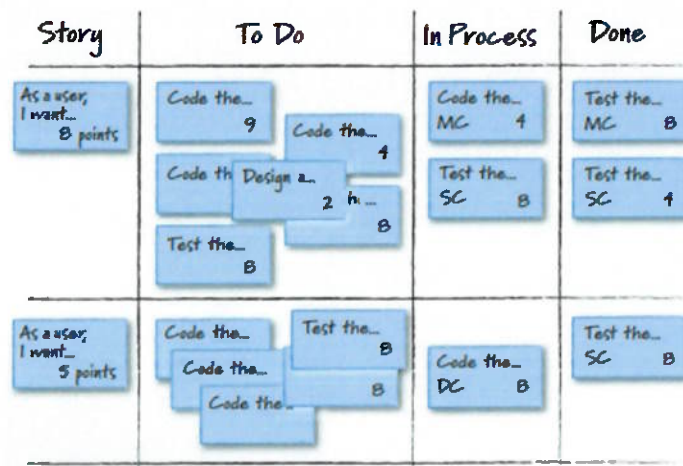 Story
To Do
In Process
Done
As a user,
I want...
8 points
Code the...
9
Code the...
4
Code th
Design a...
2
h...
8
Test the...
8
Code the...
MC 4
Test the...
SC 8
Test the...
MC 8
Test the...
SC 4
As a user,
I want...
5 points
Code the...
Test the...
8
Code the...
8
Code the...
Code the...
DC 8
Test the...
SC 8